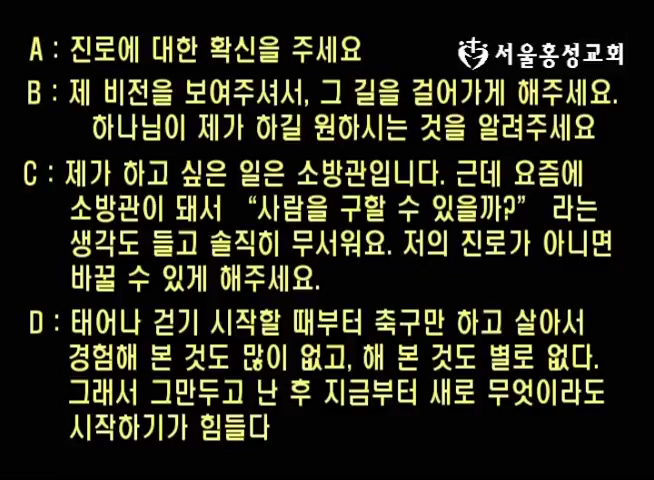 A : 진로에 대한 확신을 주세요
서울홍성교회
B : 제 비전을 보여주셔서, 그 길을 걸어가게 해주세요.
하나님이 제가 하길 원하시는 것을 알려주세요
C : 제가 하고 싶은 일은 소방관입니다. 근데 요즘에
소방관이 돼서 “사람을 구할 수 있을까?” 라는
생각도 들고 솔직히 무서워요. 저의 진로가 아니면
바꿀 수 있게 해주세요.
D : 태어나 걷기 시작할 때부터 축구만 하고 살아서
경험해 본 것도 많이 없고, 해 본 것도 별로 없다.
그래서 그만두고 난 후 지금부터 새로 무엇이라도
시작하기가 힘들다